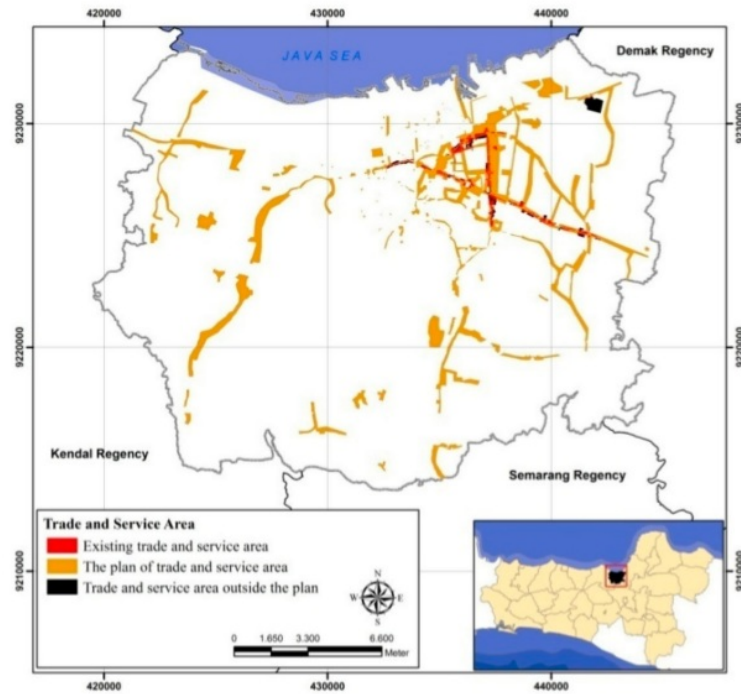 420000 430000 440000
JAVA SEA
Demak Regency
9230000 9230000
9220000 9220000
Kendal Regency
Semarang Regency
Trade and Service Area
Existing trade and service area
The plan of trade and service area
Trade and service area outside the plan
N
W E
S
0 1.650 3.300 6.600
Meter
9210000 9210000
420000 430000 440000